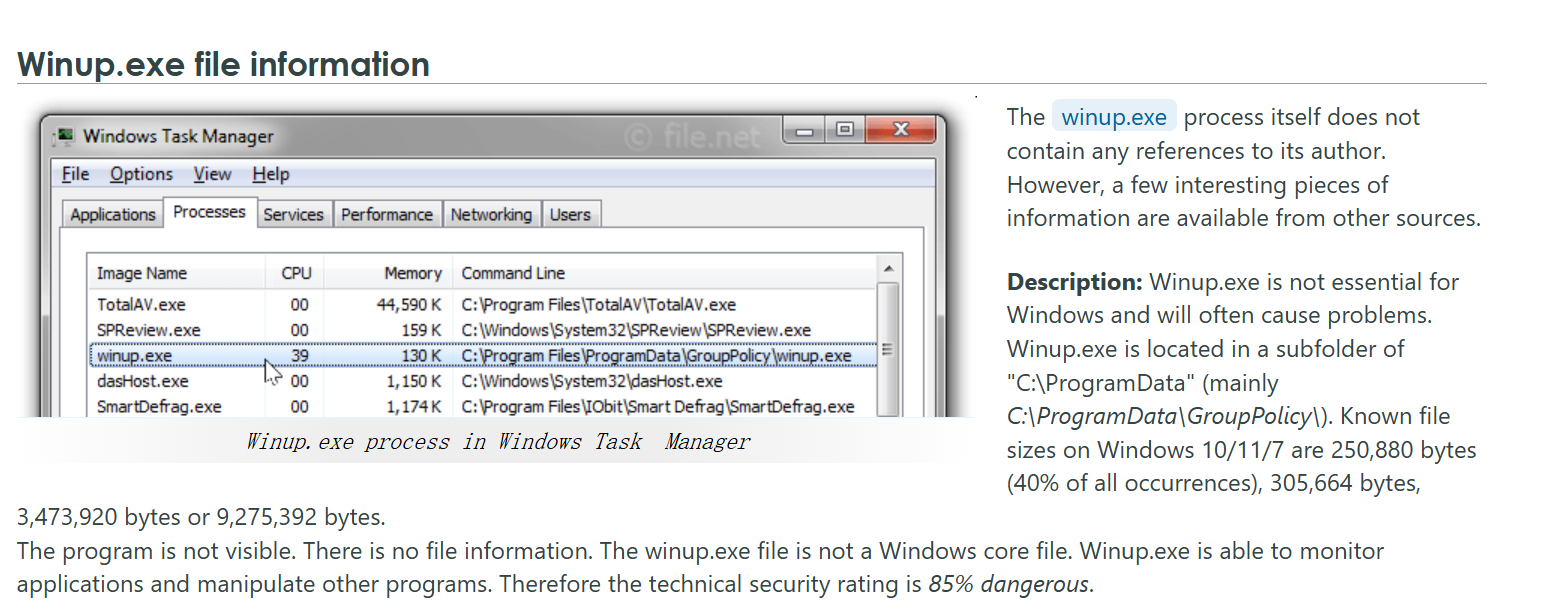 Winup.exe file information
Windows Task Manager
© file.net
File Options View Help
Applications Processes Services Performance Networking Users
Image Name CPU Memory Command Line
TotalAV.exe 00 44,590 K C:\Program Files\TotalAV\TotalAV.exe
SPReview.exe 00 159 K C:\Windows\System32\SPReview\SPReview.exe
winup.exe 39 130 K C:\Program Files\ProgramData\GroupPolicy\winup.exe
dasHost.exe 00 1,150 K C:\Windows\System32\dasHost.exe
SmartDefrag.exe 00 1,174 K C:\Program Files\IObit\Smart Defrag\SmartDefrag.exe
Winup.exe process in Windows Task Manager
The winup.exe process itself does not
contain any references to its author.
However, a few interesting pieces of
information are available from other sources.
Description: Winup.exe is not essential for
Windows and will often cause problems.
Winup.exe is located in a subfolder of
"C:\ProgramData" (mainly
C:\ProgramData\GroupPolicy\). Known file
sizes on Windows 10/11/7 are 250,880 bytes
(40% of all occurrences), 305,664 bytes,
3,473,920 bytes or 9,275,392 bytes.
The program is not visible. There is no file information. The winup.exe file is not a Windows core file. Winup.exe is able to monitor
applications and manipulate other programs. Therefore the technical security rating is 85% dangerous.